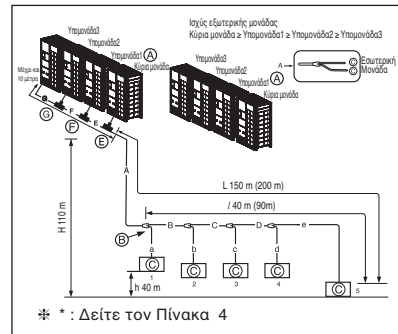 Ισχύς εξωτερικής μονάδας
Κύρια μονάδα ≥ Υπομονάδα1 ≥ Υπομονάδα2 ≥ Υπομονάδα3
Υπομονάδα3
Υπομονάδα2
Υπομονάδα1 A
Κύρια μονάδα
Υπομονάδα3
Υπομονάδα2
Υπομονάδα1 A
Κύρια μονάδα
A
C Εσωτερική
C Μονάδα
Μέχρι και
10 μέτρα
G
G
F
F
E
E
A
L 150 m (200 m)
l 40 m (90m)
H 110 m
B
B C D e
a b c d
C C C C C
1 2 3 4 5
h 40 m
❈ * : Δείτε τον Πίνακα 4